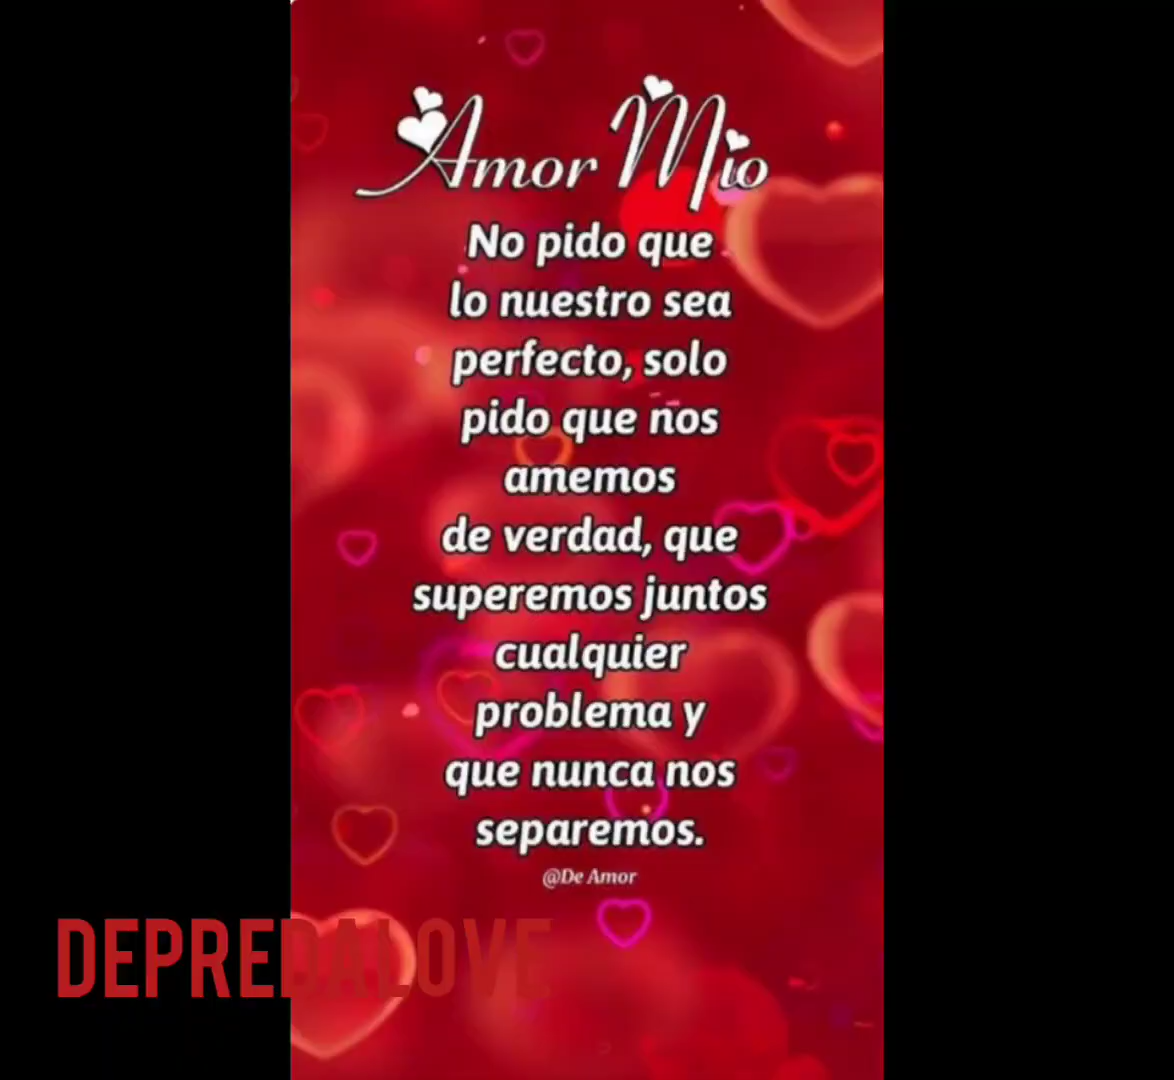 Amor Mio
No pido que
lo nuestro sea
perfecto, solo
pido que nos
amemos
de verdad, que
superemos juntos
cualquier
problema y
que nunca nos
separemos.
@De Amor
DEPREDALOVE